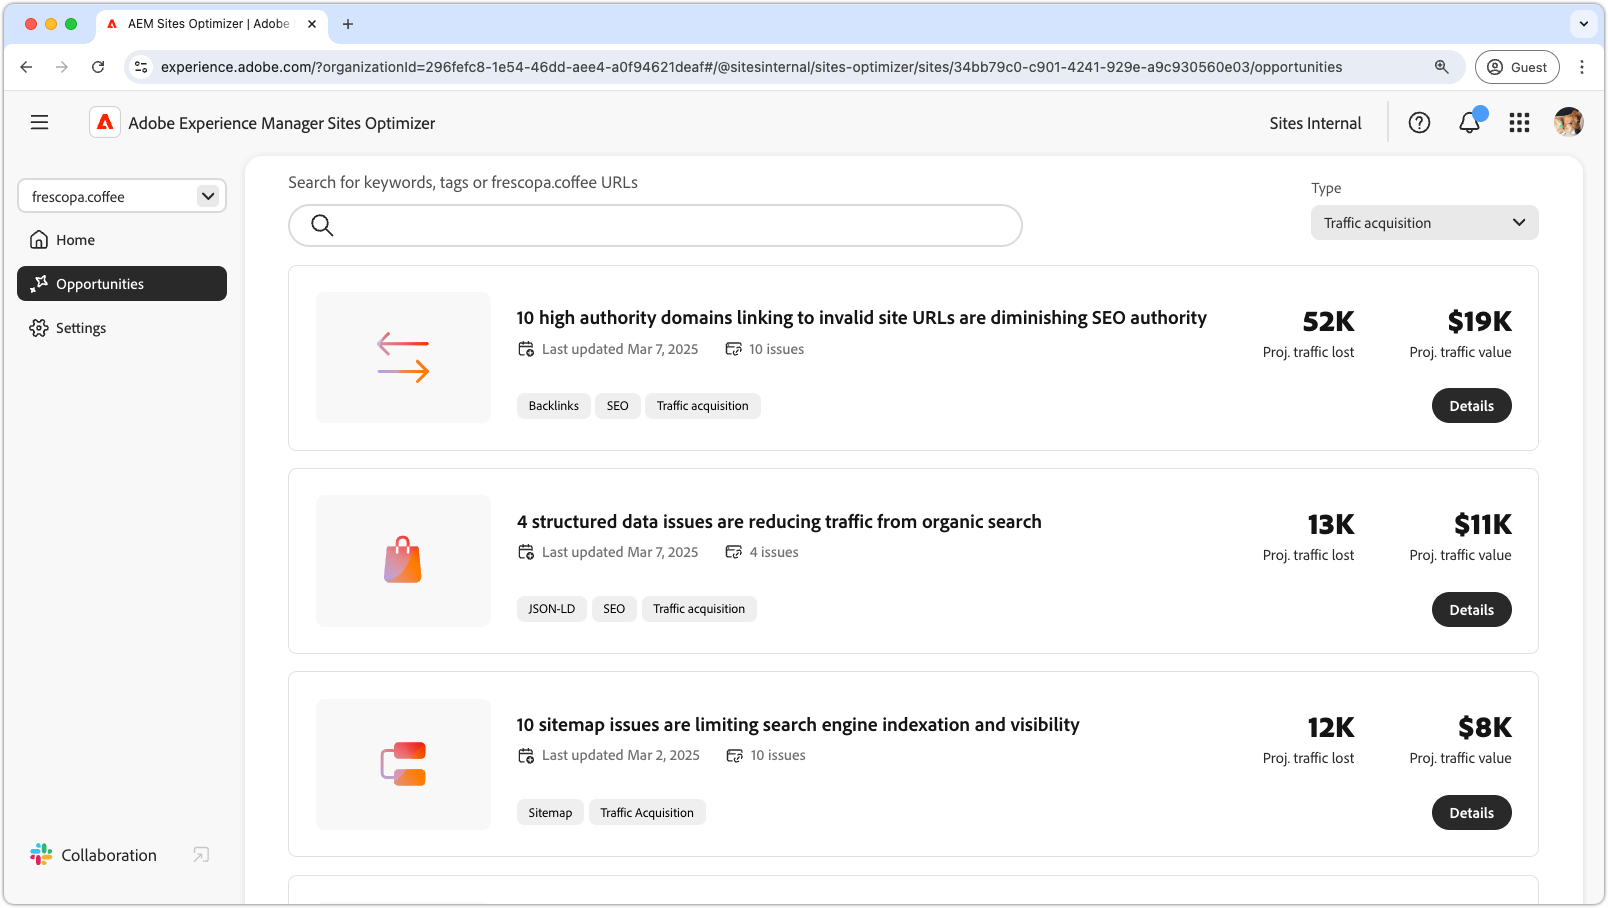 AEM Sites Optimizer | Adobe
experience.adobe.com/?organizationId=296fefc8-1e54-46dd-aee4-a0f94621deaf#/@sitesinternal/sites-optimizer/sites/34bb79c0-c901-4241-929e-a9c930560e03/opportunities
Guest
Adobe Experience Manager Sites Optimizer
Sites Internal
frescopa.coffee
Home
Opportunities
Settings
Collaboration
Search for keywords, tags or frescopa.coffee URLs
Type
Traffic acquisition
10 high authority domains linking to invalid site URLs are diminishing SEO authority
Last updated Mar 7, 2025 10 issues
Backlinks SEO Traffic acquisition
52K
Proj. traffic lost
$19K
Proj. traffic value
Details
4 structured data issues are reducing traffic from organic search
Last updated Mar 7, 2025 4 issues
JSON-LD SEO Traffic acquisition
13K
Proj. traffic lost
$11K
Proj. traffic value
Details
10 sitemap issues are limiting search engine indexation and visibility
Last updated Mar 2, 2025 10 issues
Sitemap Traffic Acquisition
12K
Proj. traffic lost
$8K
Proj. traffic value
Details